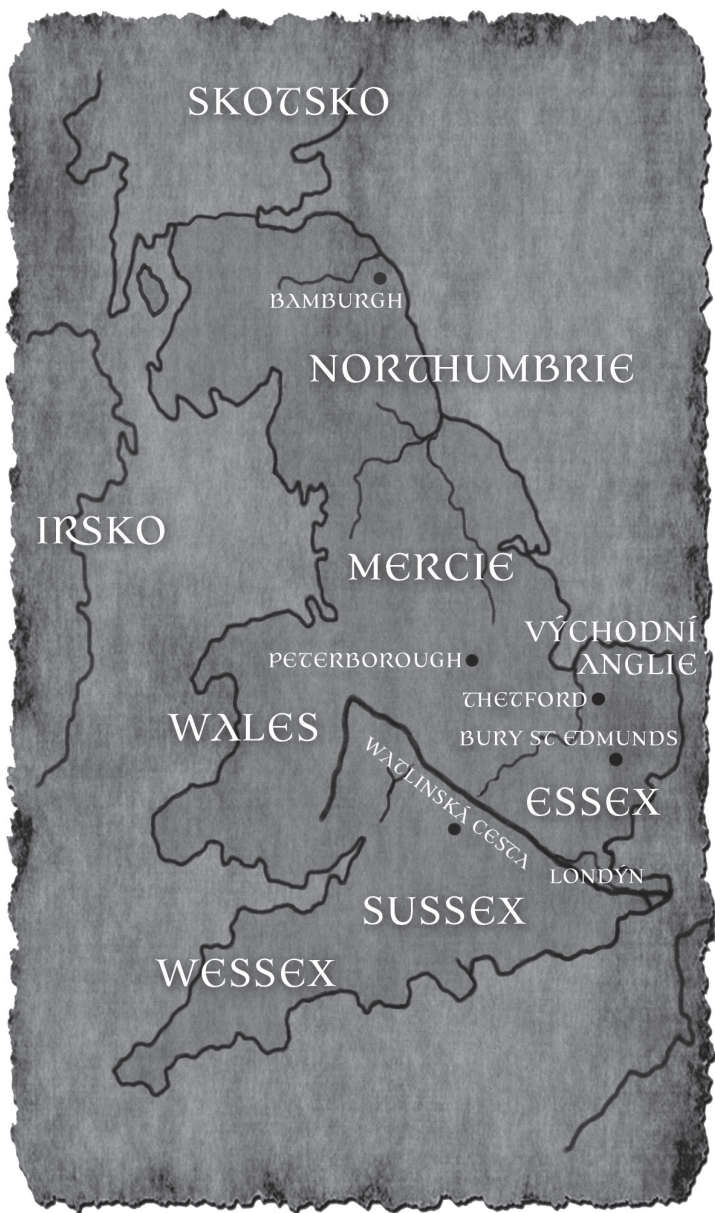 SKOTSKO
BAMBURGH
NORTHUMBRIE
IRSKO
MERCIE
VÝCHODNÍ
ANGLIE
PETERBOROUGH
THETFORD
WALES
BURY ST EDMUNDS
WATLINSKÁ CESTA
ESSEX
LONDÝN
SUSSEX
WESSEX